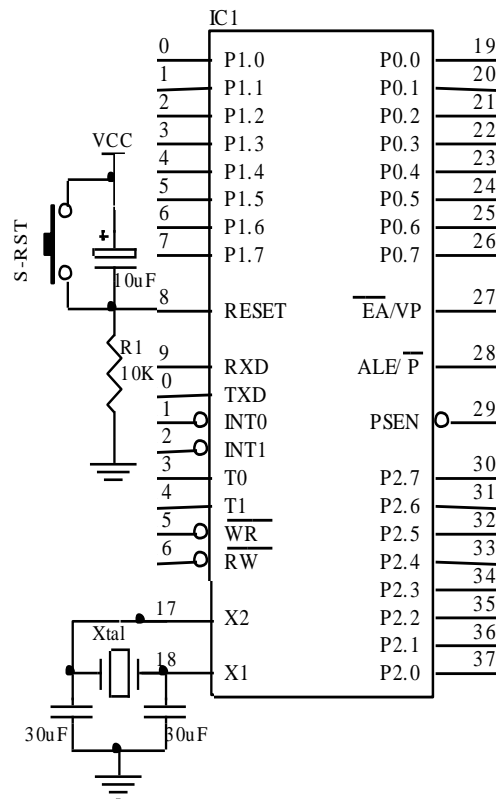 IC1
0 P1.0 P0.0 19
1 P1.1 P0.1 20
2 P1.2 P0.2 21
3 P1.3 P0.3 22
VCC
4 P1.4 P0.4 23
5 P1.5 P0.5 24
6 P1.6 P0.6 25
+
7 P1.7 P0.7 26
S-RST
10uF
8 RESET EA/VP 27
R1
10K
9 RXD ALE/P 28
0 TXD
1 INT0 PSEN 29
2 INT1
3 T0 P2.7 30
4 T1 P2.6 31
5 WR P2.5 32
6 RW P2.4 33
P2.3 34
17 X2 P2.2 35
Xtal
P2.1 36
18 X1 P2.0 37
30uF 30uF